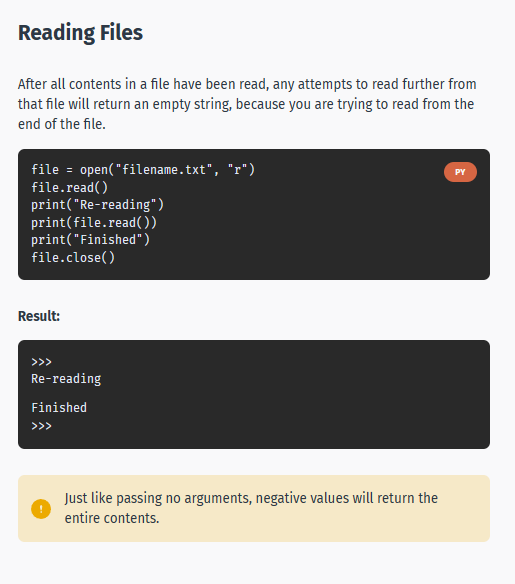 Reading Files
After all contents in a file have been read, any attempts to read further from
that file will return an empty string, because you are trying to read from the
end of the file.
file = open("filename.txt", "r")
PY
file.read()
print("Re-reading")
print(file.read())
print("Finished")
file.close()
Result:
>>>
Re-reading
Finished
>>>
!
Just like passing no arguments, negative values will return the
entire contents.